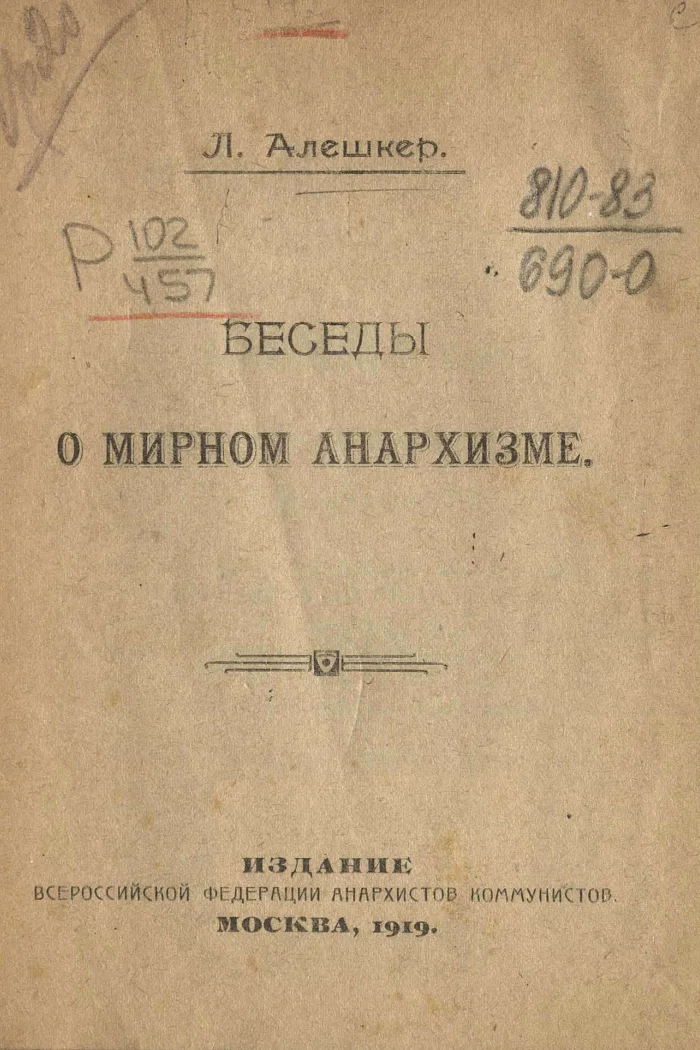 Л. Алешкер.
810-83
690-0
Р 102
457
БЕСЕДЫ
О МИРНОМ АНАРХИЗМЕ.
ИЗДАНИЕ
ВСЕРОССИЙСКОЙ ФЕДЕРАЦИИ АНАРХИСТОВ КОММУНИСТОВ.
МОСКВА, 1919.